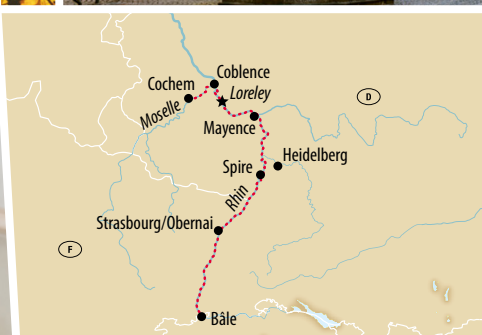 Coblence
Cochem
Loreley
Moselle
D
Mayence
Heidelberg
Spire
Rhin
Strasbourg/Obernai
F
Bâle